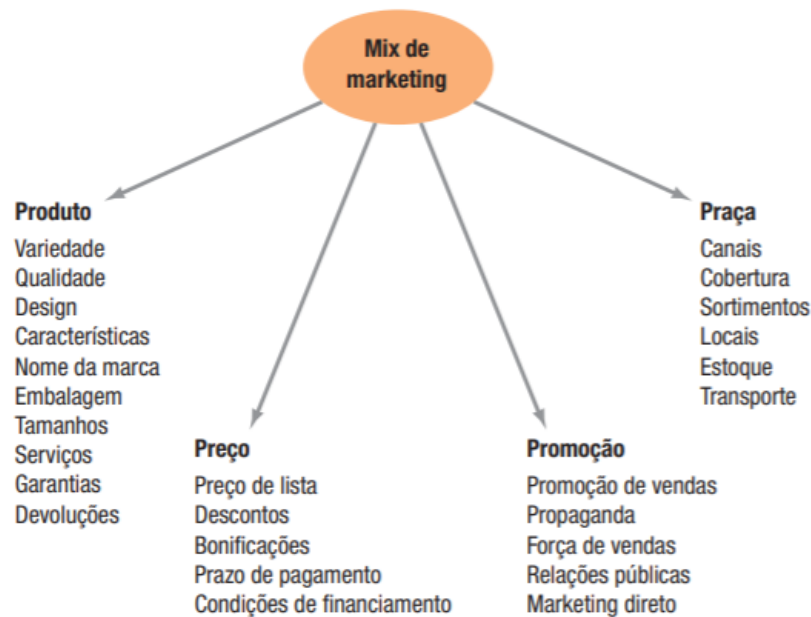 Mix de
marketing
Produto
Variedade
Qualidade
Design
Características
Nome da marca
Embalagem
Tamanhos
Serviços
Garantias
Devoluções
Preço
Preço de lista
Descontos
Bonificações
Prazo de pagamento
Condições de financiamento
Promoção
Promoção de vendas
Propaganda
Força de vendas
Relações públicas
Marketing direto
Praça
Canais
Cobertura
Sortimentos
Locais
Estoque
Transporte